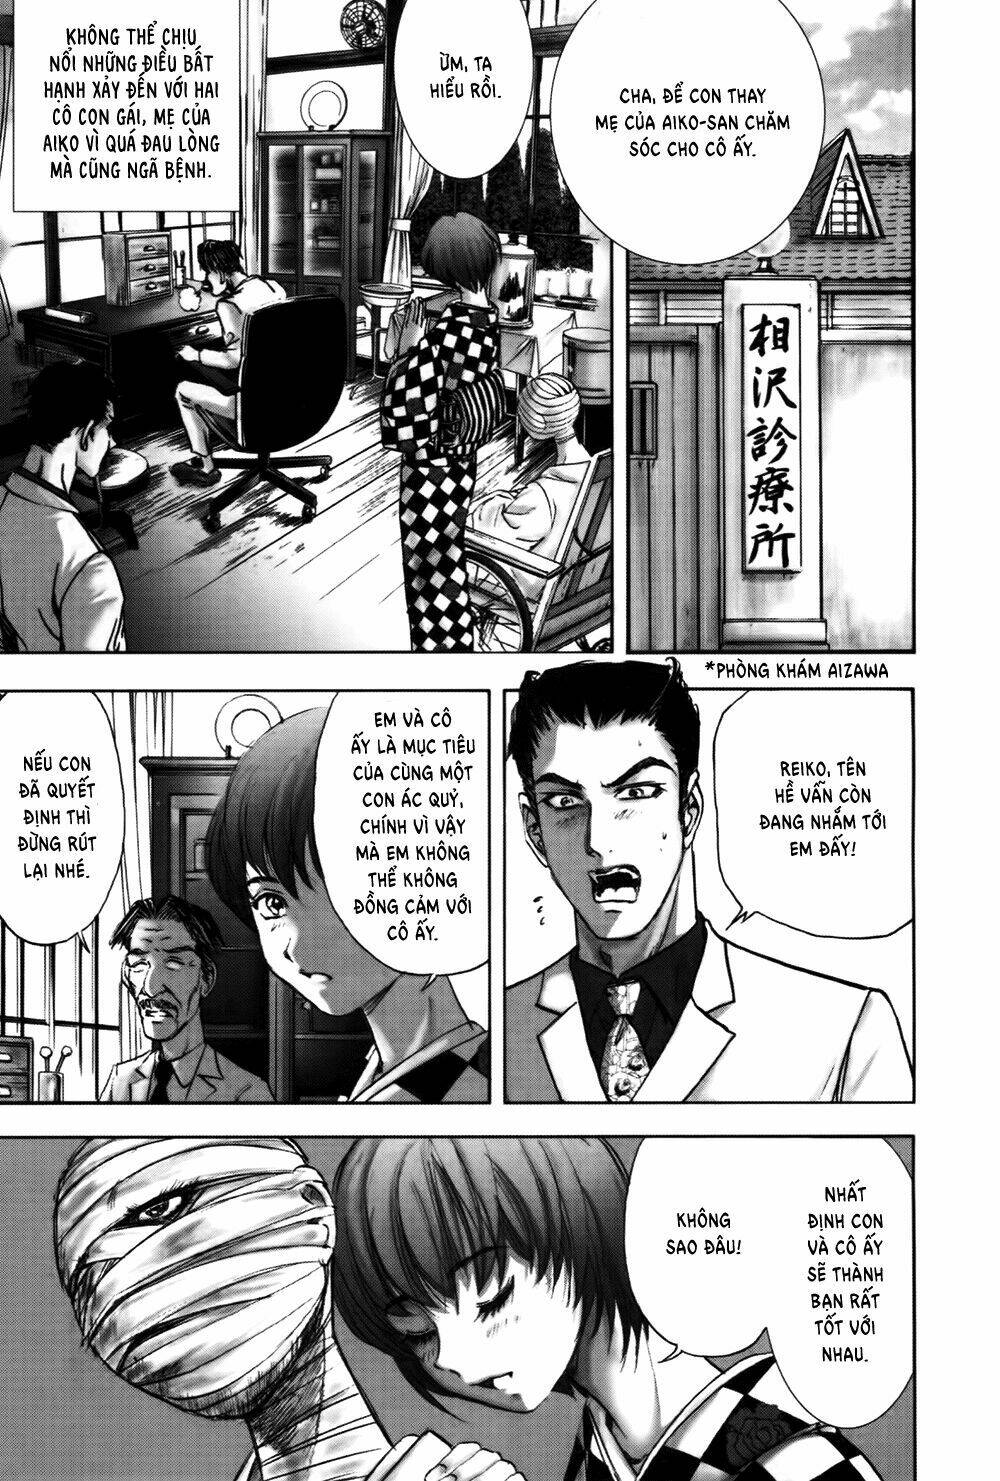 CHA, ĐỂ CON THAY
MẸ CỦA AIKO-SAN CHĂM
SÓC CHO CÔ ẤY.
ỪM, TA
HIỂU RỒI.
KHÔNG THỂ CHỊU
NỔI NHỮNG ĐIỀU BẤT
HẠNH XẢY ĐẾN VỚI HAI
CÔ CON GÁI, MẸ CỦA
AIKO VÌ QUÁ ĐAU LÒNG
MÀ CŨNG NGÃ BỆNH.
相沢診療所
*PHÒNG KHÁM AIZAWA
REIKO, TÊN
HỀ VẪN CÒN
ĐANG NHẮM TỚI
EM ĐẤY!
EM VÀ CÔ
ẤY LÀ MỤC TIÊU
CỦA CÙNG MỘT
CON ÁC QUỶ,
CHÍNH VÌ VẬY
MÀ EM KHÔNG
THỂ KHÔNG
ĐỒNG CẢM VỚI
CÔ ẤY.
NẾU CON
ĐÃ QUYẾT
ĐỊNH THÌ
ĐỪNG RÚT
LẠI NHÉ.
NHẤT
ĐỊNH CON
VÀ CÔ ẤY
SẼ THÀNH
BẠN RẤT
TỐT VỚI
NHAU.
KHÔNG
SAO ĐÂU!